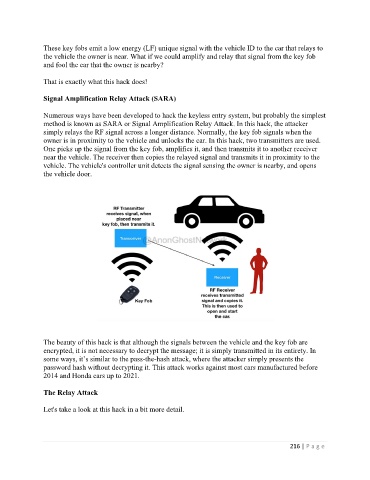 These key fobs emit a low energy (LF) unique signal with the vehicle ID to the car that relays to
the vehicle the owner is near. What if we could amplify and relay that signal from the key fob
and fool the car that the owner is nearby?
That is exactly what this hack does!
Signal Amplification Relay Attack (SARA)
Numerous ways have been developed to hack the keyless entry system, but probably the simplest
method is known as SARA or Signal Amplification Relay Attack. In this hack, the attacker
simply relays the RF signal across a longer distance. Normally, the key fob signals when the
owner is in proximity to the vehicle and unlocks the car. In this hack, two transmitters are used.
One picks up the signal from the key fob, amplifies it, and then transmits it to another receiver
near the vehicle. The receiver then copies the relayed signal and transmits it in proximity to the
vehicle. The vehicle's controller unit detects the signal sensing the owner is nearby, and opens
the vehicle door.
RF Transmitter
receives signal, when
placed near
key fob, then transmits it.
Transceiver
Receiver
Key Fob
RF Receiver
receives transmitted
signal and copies it.
This is then used to
open and start
the car.
The beauty of this hack is that although the signals between the vehicle and the key fob are
encrypted, it is not necessary to decrypt the message; it is simply transmitted in its entirety. In
some ways, it's similar to the pass-the-hash attack, where the attacker simply presents the
password hash without decrypting it. This attack works against most cars manufactured before
2014 and Honda cars up to 2021.
The Relay Attack
Let's take a look at this hack in a bit more detail.
216 | Page